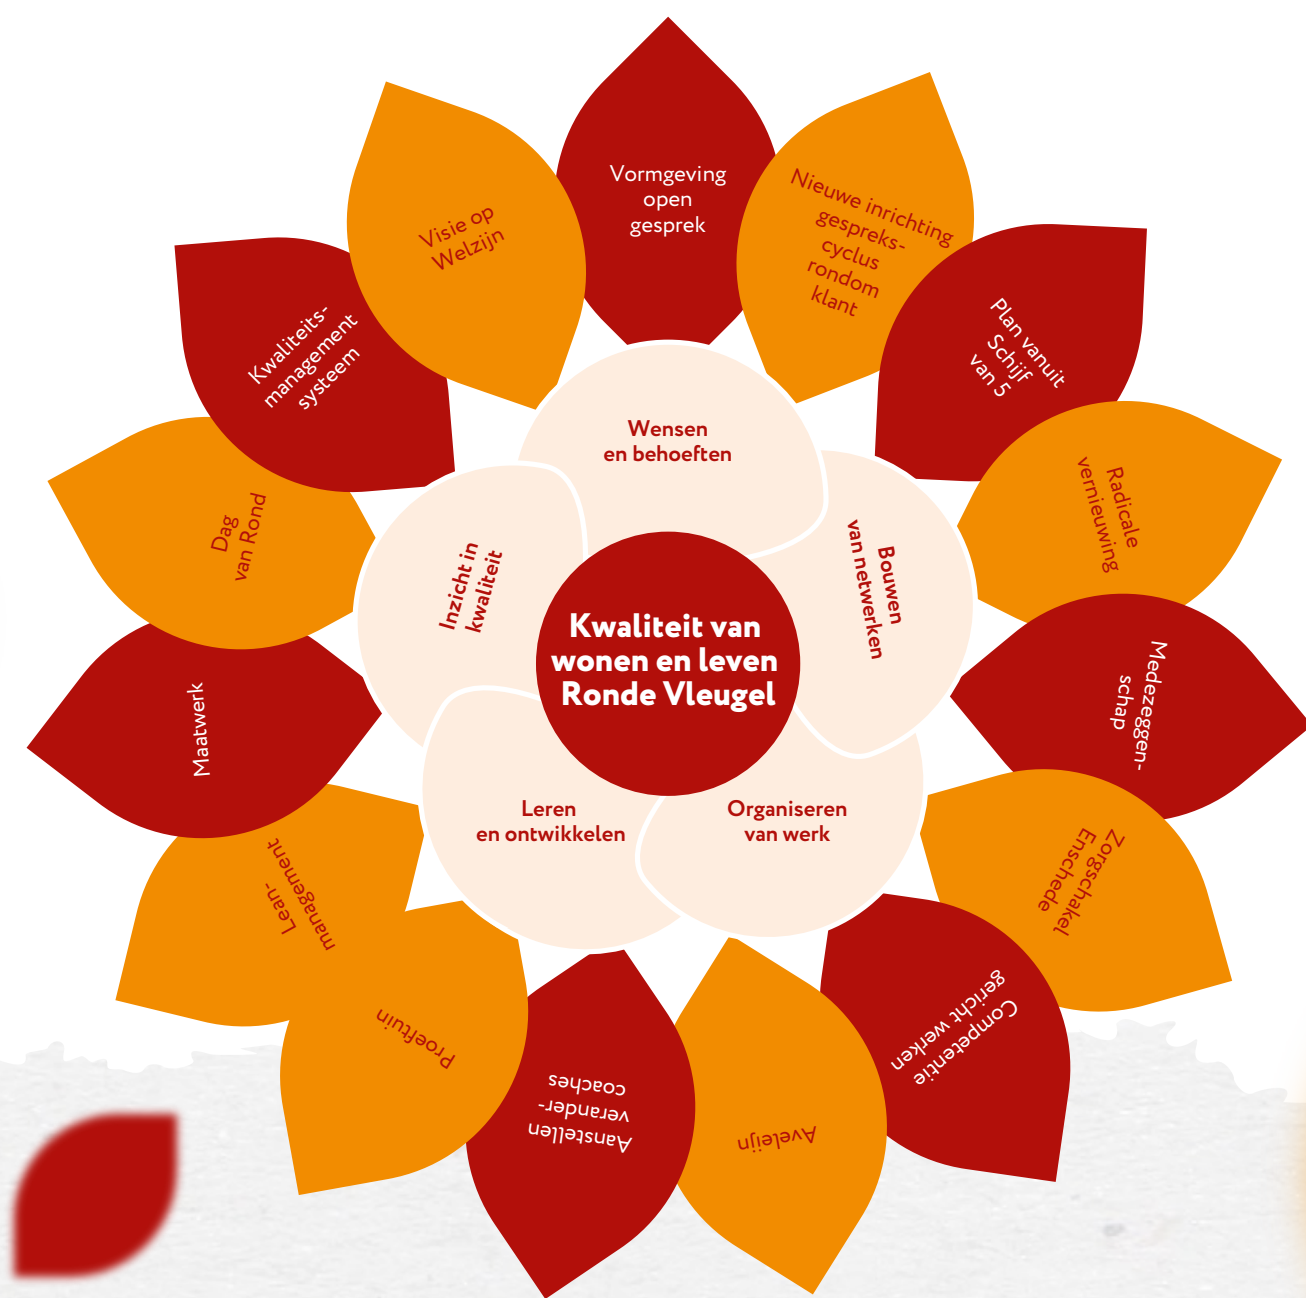 Vormgeving
open
gesprek
Nieuwe inrichting
gespreks-
cyclus
rondom
klant
Plan vanuit
Schijf
van 5
Radicale
vernieuwing
Medezeggen-
schap
Zorgschakel
Enschede
Competentie
gericht werken
Aveleijn
Aanstellen
verander-
coaches
Proeftuin
Lean-
management
Maatwerk
Dag
van Rond
Kwaliteits-
management
systeem
Visie op
Welzijn
Wensen
en behoeften
Bouwen
van netwerken
Organiseren
van werk
Leren
en ontwikkelen
Inzicht in
kwaliteit
Kwaliteit van
wonen en leven
Ronde Vleugel